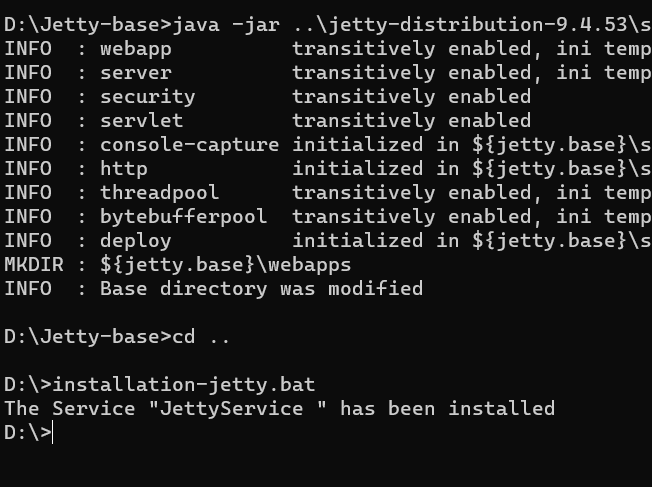 D:\Jetty-base>java -jar ..\jetty-distribution-9.4.53\s
INFO  : webapp          transitively enabled, ini temp
INFO  : server          transitively enabled, ini temp
INFO  : security        transitively enabled
INFO  : servlet         transitively enabled
INFO  : console-capture initialized in ${jetty.base}\s
INFO  : http            initialized in ${jetty.base}\s
INFO  : threadpool      transitively enabled, ini temp
INFO  : bytebufferpool  transitively enabled, ini temp
INFO  : deploy          initialized in ${jetty.base}\s
MKDIR : ${jetty.base}\webapps
INFO  : Base directory was modified
D:\Jetty-base>cd ..
D:\>installation-jetty.bat
The Service "JettyService " has been installed
D:\>